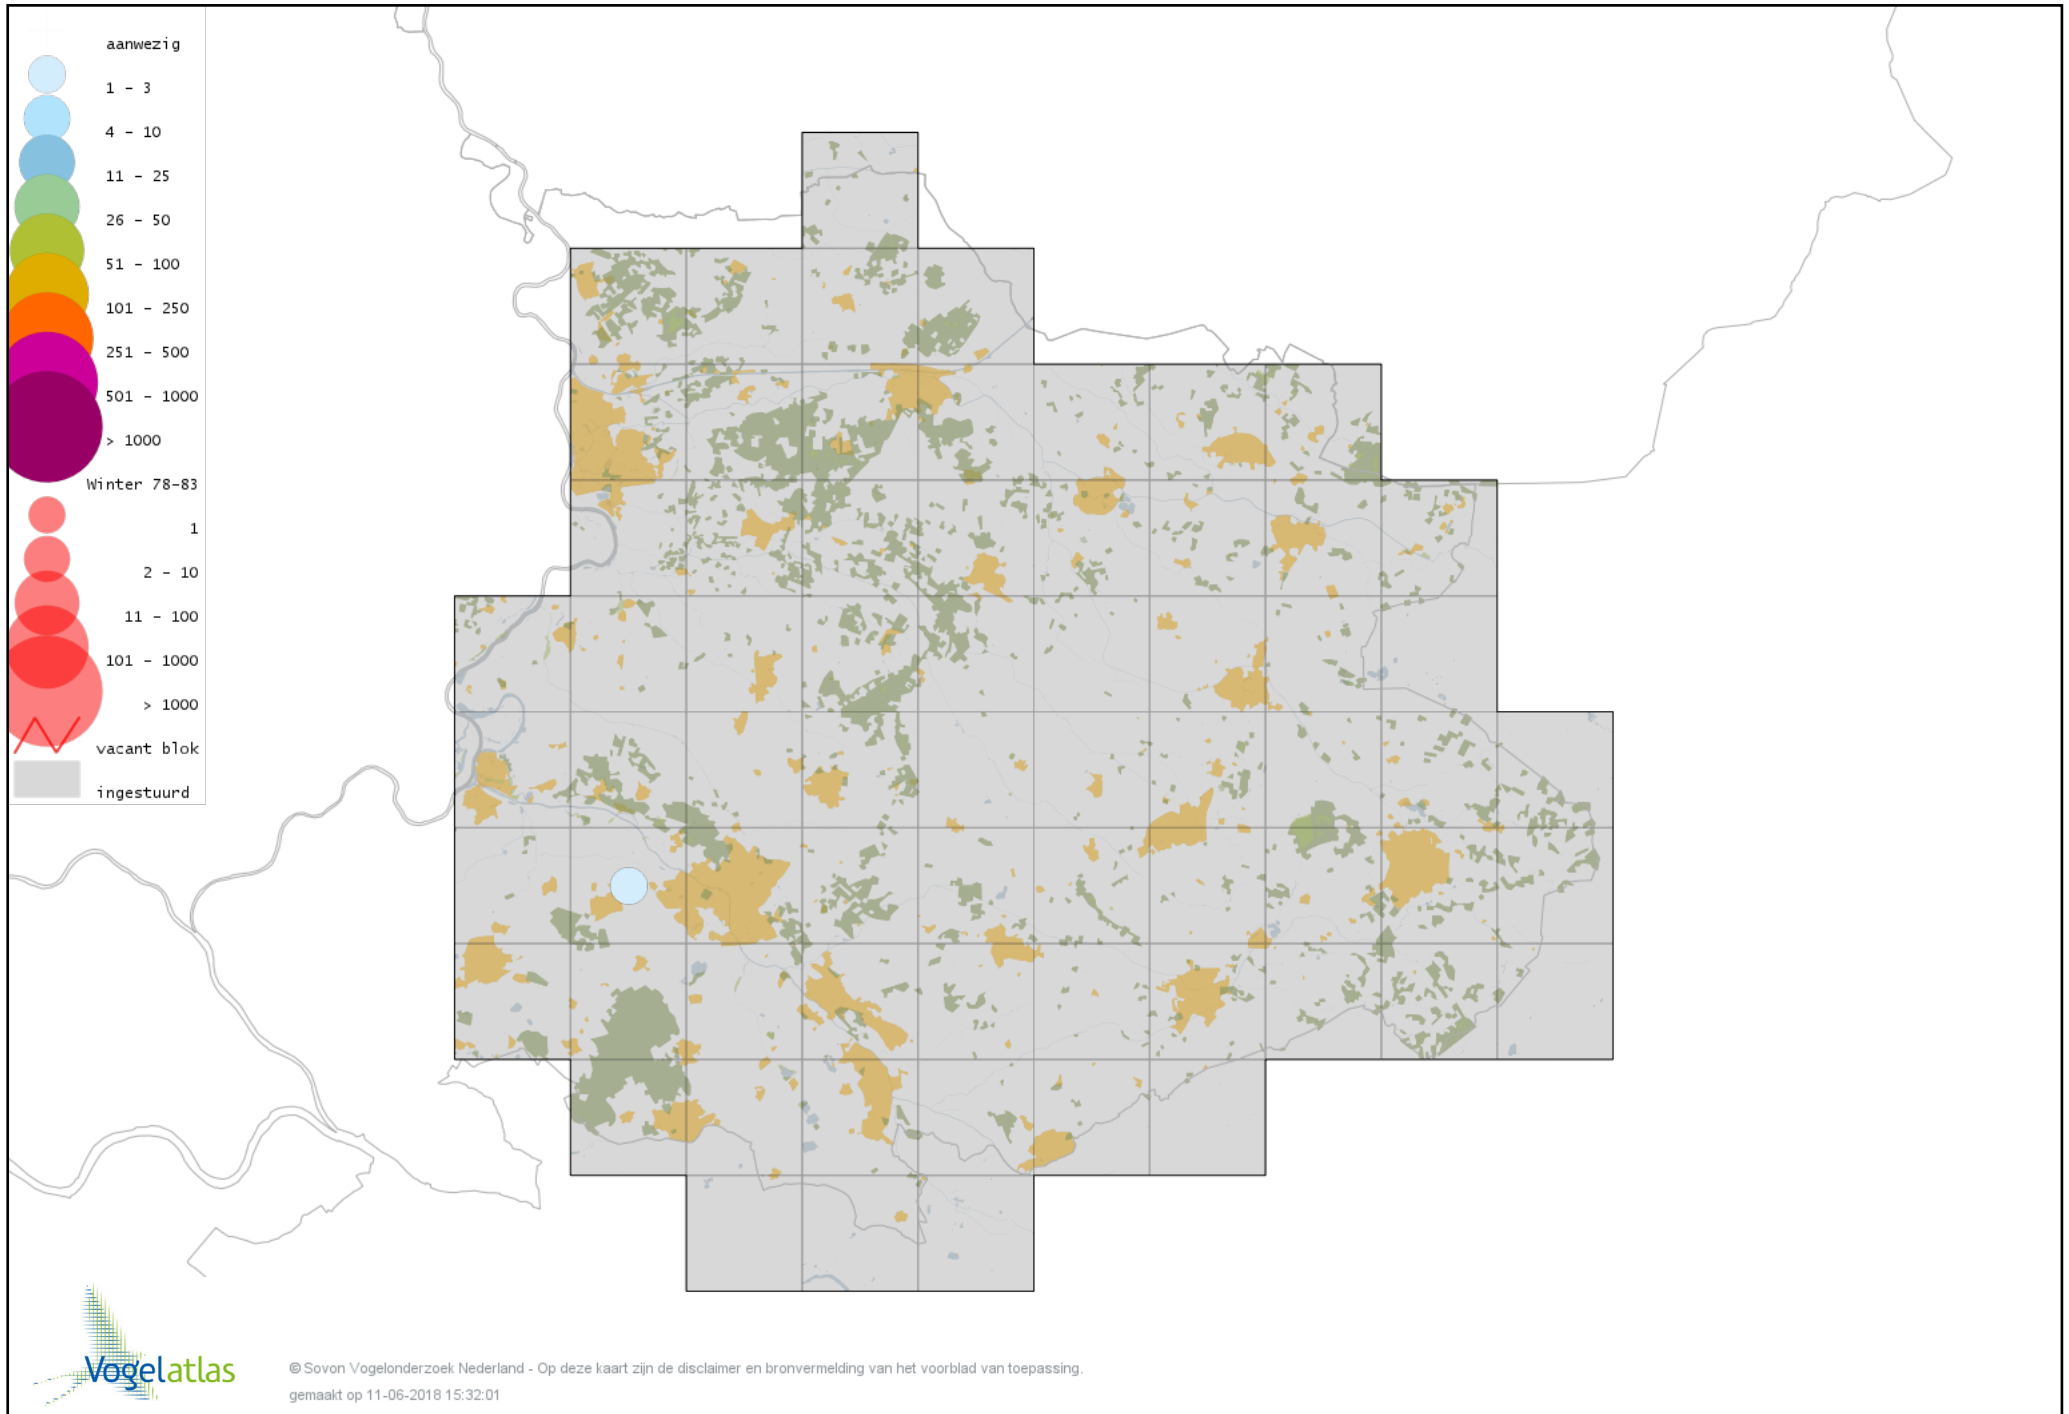 aanwezig
1 - 3
4 - 10
11 - 25
26 - 50
51 - 100
101 - 250
251 - 500
501 - 1000
> 1000
Winter 78-83
1
2 - 10
11 - 100
101 - 1000
> 1000
vacant blok
ingestuurd
Vogelatlas
© Sovon Vogelonderzoek Nederland - Op deze kaart zijn de disclaimer en bronvermelding van het voorblad van toepassing.
gemaakt op 11-06-2018 15:32:01